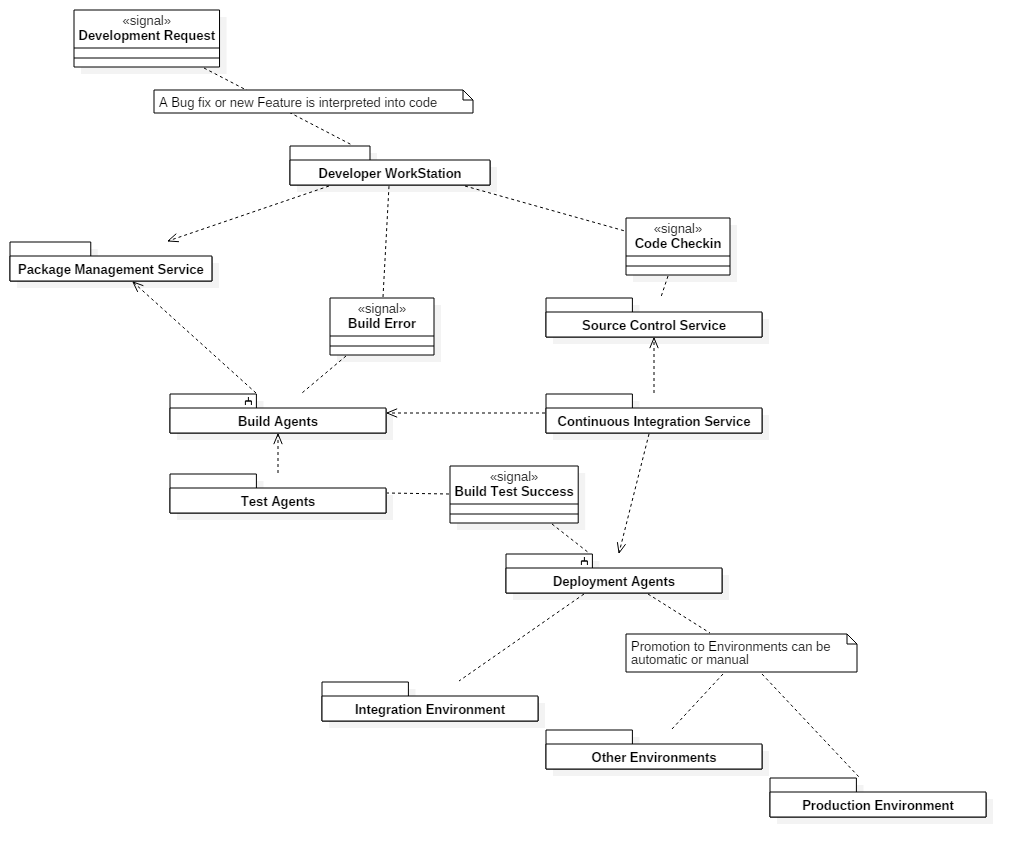 «signal»
Development Request
A Bug fix or new Feature is interpreted into code
Developer WorkStation
«signal»
Code Checkin
Package Management Service
«signal»
Build Error
Source Control Service
Build Agents
Continuous Integration Service
«signal»
Build Test Success
Test Agents
Deployment Agents
Promotion to Environments can be
automatic or manual
Integration Environment
Other Environments
Production Environment